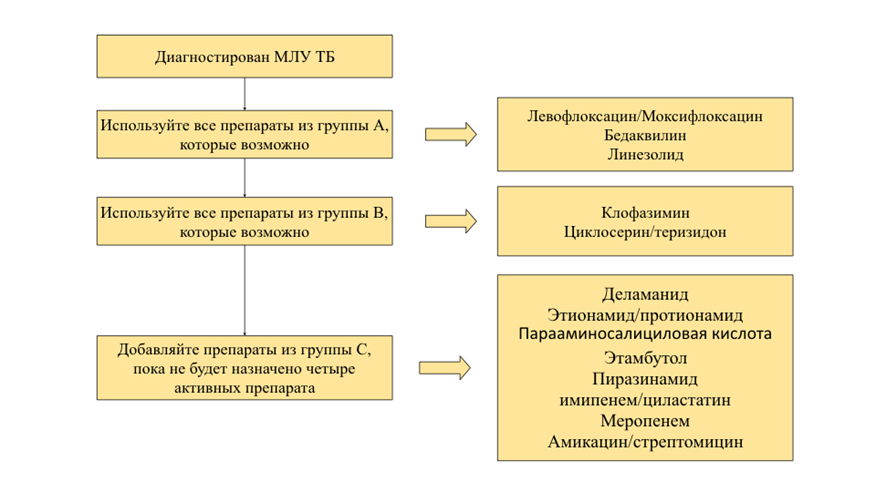 Диагностирован МЛУ ТБ
Используйте все препараты из группы А,
которые возможно
Левофлоксацин/Моксифлоксацин
Бедаквилин
Линезолид
Используйте все препараты из группы В,
которые возможно
Клофазимин
Циклосерин/теризидон
Добавляйте препараты из группы С,
пока не будет назначено четыре
активных препарата
Деламанид
Этионамид/протионамид
Парааминосалициловая кислота
Этамбутол
Пиразинамид
имипенем/циластатин
Меропенем
Амикацин/стрептомицин